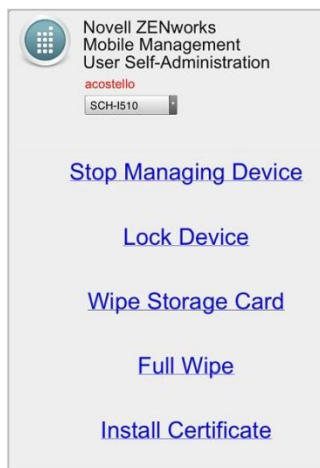 Novell ZENworks
Mobile Management
User Self-Administration
acostello
SCH-I510
Stop Managing Device
Lock Device
Wipe Storage Card
Full Wipe
Install Certificate